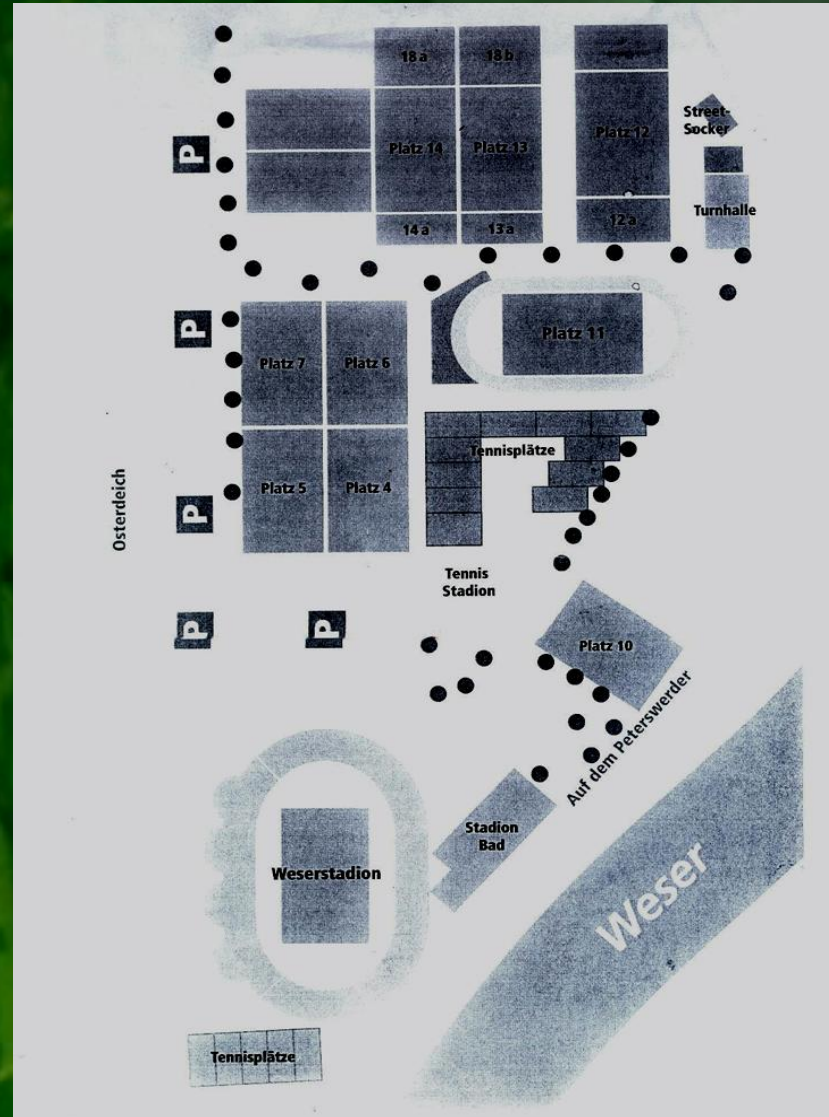 18 a
18 b
Street-
Socker
Platz 12
P
Platz 14
Platz 13
Turnhalle
14 a
13 a
12 a
P
Platz 11
Platz 7
Platz 6
Tennisplätze
Platz 5
Platz 4
Osterdeich
P
Tennis
Stadion
P
P
Platz 10
Auf dem Peterswerder
Stadion
Bad
Weserstadion
Weser
Tennisplätze